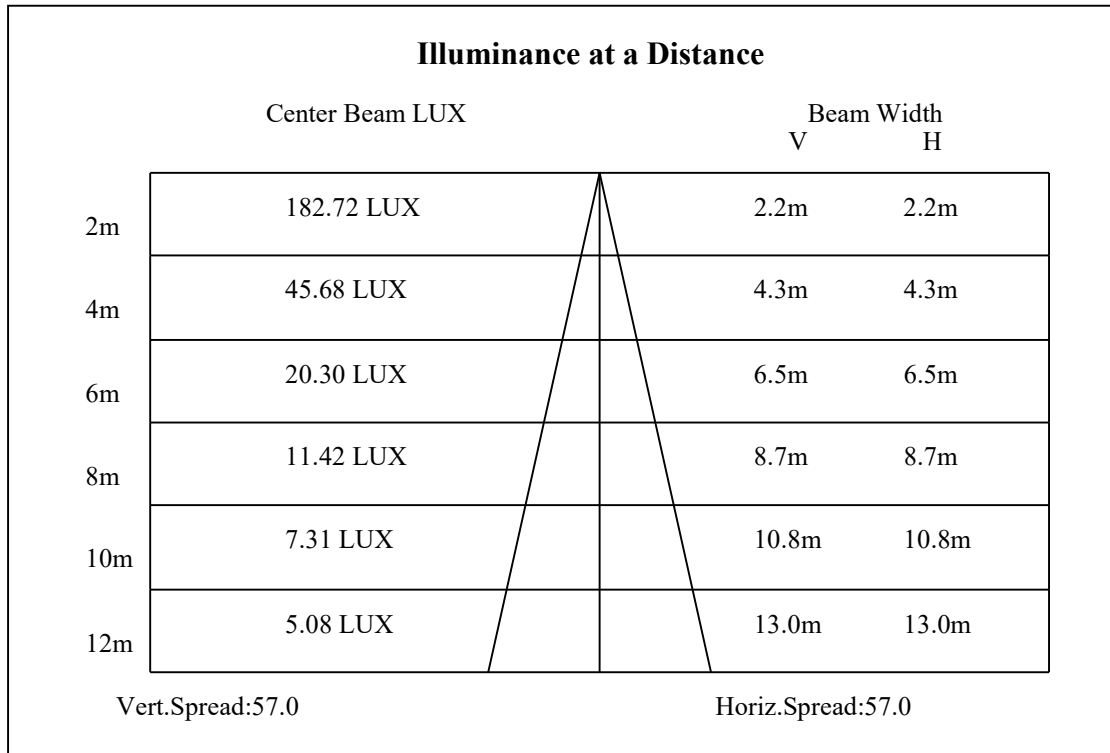 Illuminance at a Distance
Center Beam LUX Beam Width
V H
2m 182.72 LUX 2.2m 2.2m
4m 45.68 LUX 4.3m 4.3m
6m 20.30 LUX 6.5m 6.5m
8m 11.42 LUX 8.7m 8.7m
10m 7.31 LUX 10.8m 10.8m
12m 5.08 LUX 13.0m 13.0m
Vert.Spread:57.0 Horiz.Spread:57.0